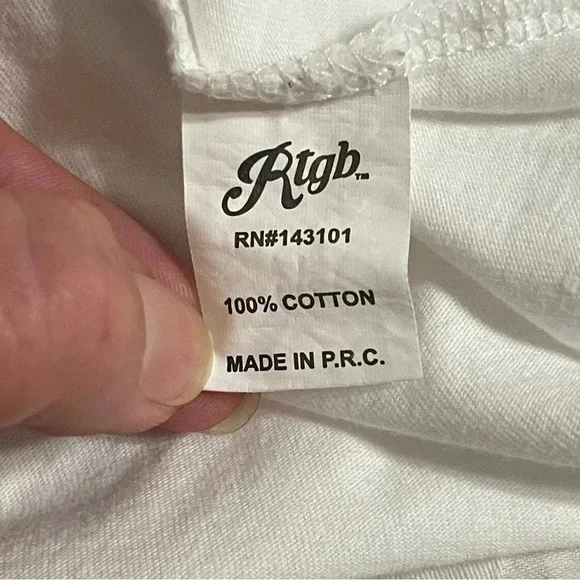 Rtgb™
RN#143101
100% COTTON
MADE IN P.R.C.